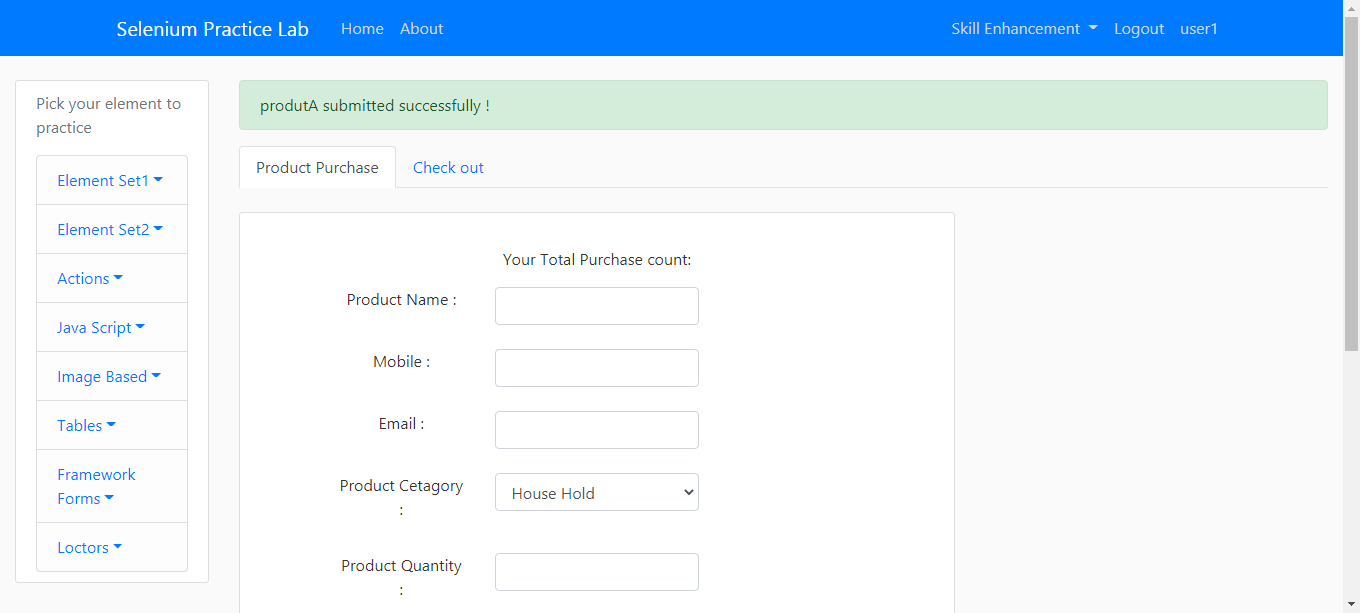 Selenium Practice Lab Home About Skill Enhancement Logout user1
Pick your element to
practice
Element Set1
Element Set2
Actions
Java Script
Image Based
Tables
Framework
Forms
Loctors
produtA submitted successfully !
Product Purchase Check out
Your Total Purchase count:
Product Name :
Mobile :
Email :
Product Cetagory
:
House Hold
Product Quantity
: